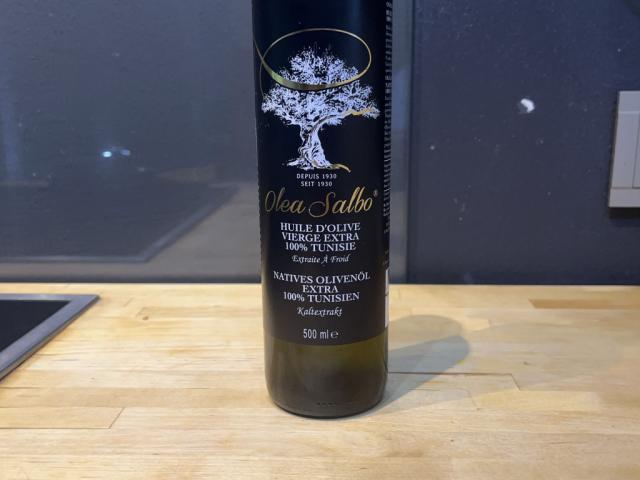 DEPUIS 1930
SEIT 1930
Olea Salbo®
HUILE D'OLIVE
VIERGE EXTRA
100% TUNISIE
Extraite À Froid
NATIVES OLIVENÖL
EXTRA
100% TUNISIEN
Kaltextrakt
500 ml ℮